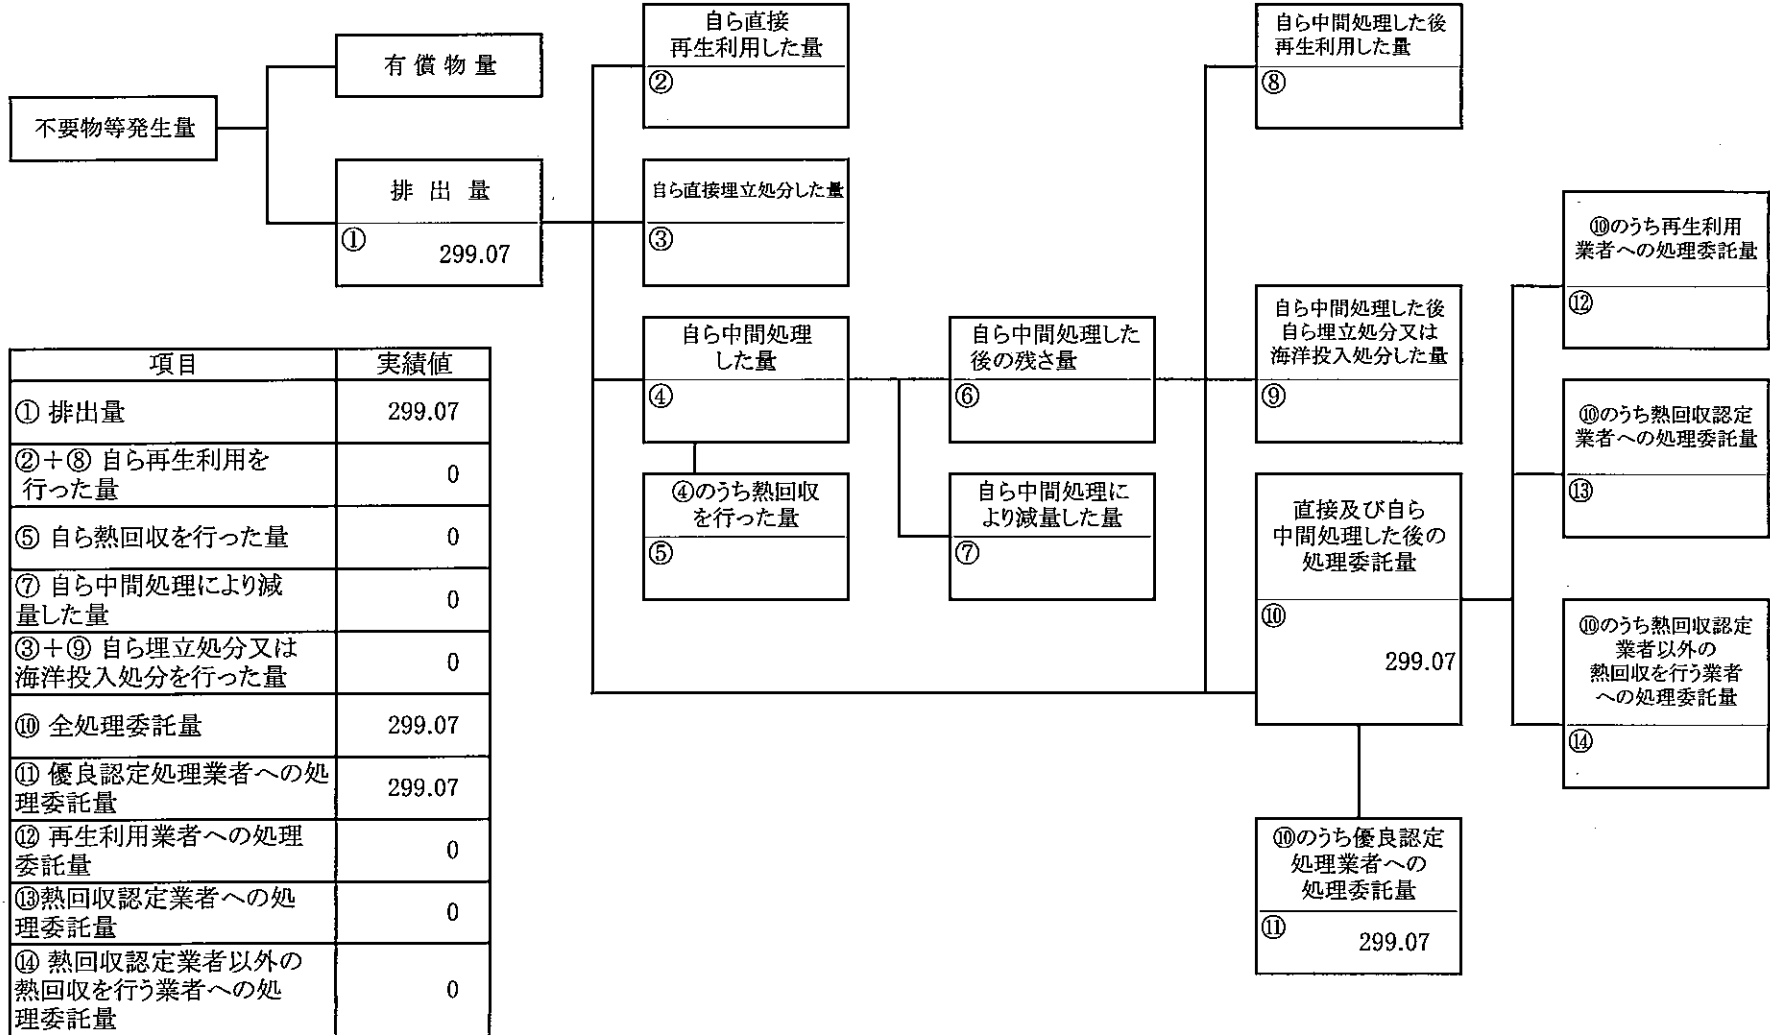 不要物等発生量
有償物量
排出量
①
299.07
自ら直接
再生利用した量
②
自ら直接埋立処分した量
③
自ら中間処理
した量
④
④のうち熱回収
を行った量
⑤
自ら中間処理した
後の残さ量
⑥
自ら中間処理に
より減量した量
⑦
自ら中間処理した後
再生利用した量
⑧
自ら中間処理した後
自ら埋立処分又は
海洋投入処分した量
⑨
直接及び自ら
中間処理した後の
処理委託量
⑩
299.07
⑩のうち優良認定
処理業者への
処理委託量
⑪
299.07
⑩のうち再生利用
業者への処理委託量
⑫
⑩のうち熱回収認定
業者への処理委託量
⑬
⑩のうち熱回収認定
業者以外の
熱回収を行う業者
への処理委託量
⑭
項目 実績値
① 排出量 299.07
②+⑧ 自ら再生利用を
行った量 0
⑤ 自ら熱回収を行った量 0
⑦ 自ら中間処理により減
量した量 0
③+⑨ 自ら埋立処分又は
海洋投入処分を行った量 0
⑩ 全処理委託量 299.07
⑪ 優良認定処理業者への処
理委託量 299.07
⑫ 再生利用業者への処理
委託量 0
⑬熱回収認定業者への処
理委託量 0
⑭ 熱回収認定業者以外の
熱回収を行う業者への処
理委託量 0